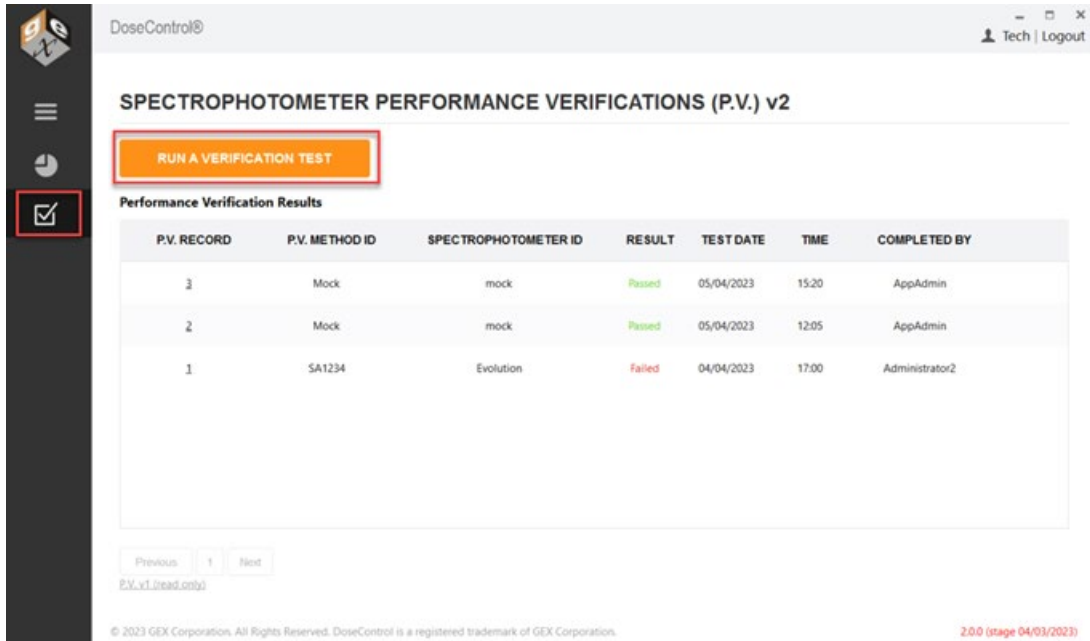 gex
DoseControl®
Tech | Logout
SPECTROPHOTOMETER PERFORMANCE VERIFICATIONS (P.V.) v2
RUN A VERIFICATION TEST
Performance Verification Results
P.V. RECORD P.V. METHOD ID SPECTROPHOTOMETER ID RESULT TEST DATE TIME COMPLETED BY
3 Mock mock Passed 05/04/2023 15:20 AppAdmin
2 Mock mock Passed 05/04/2023 12:05 AppAdmin
1 SA1234 Evolution Failed 04/04/2023 17:00 Administrator2
Previous 1 Next
P.V. v1 (read only)
© 2023 GEX Corporation. All Rights Reserved. DoseControl is a registered trademark of GEX Corporation. 2.0.0 (stage 04/03/2023)